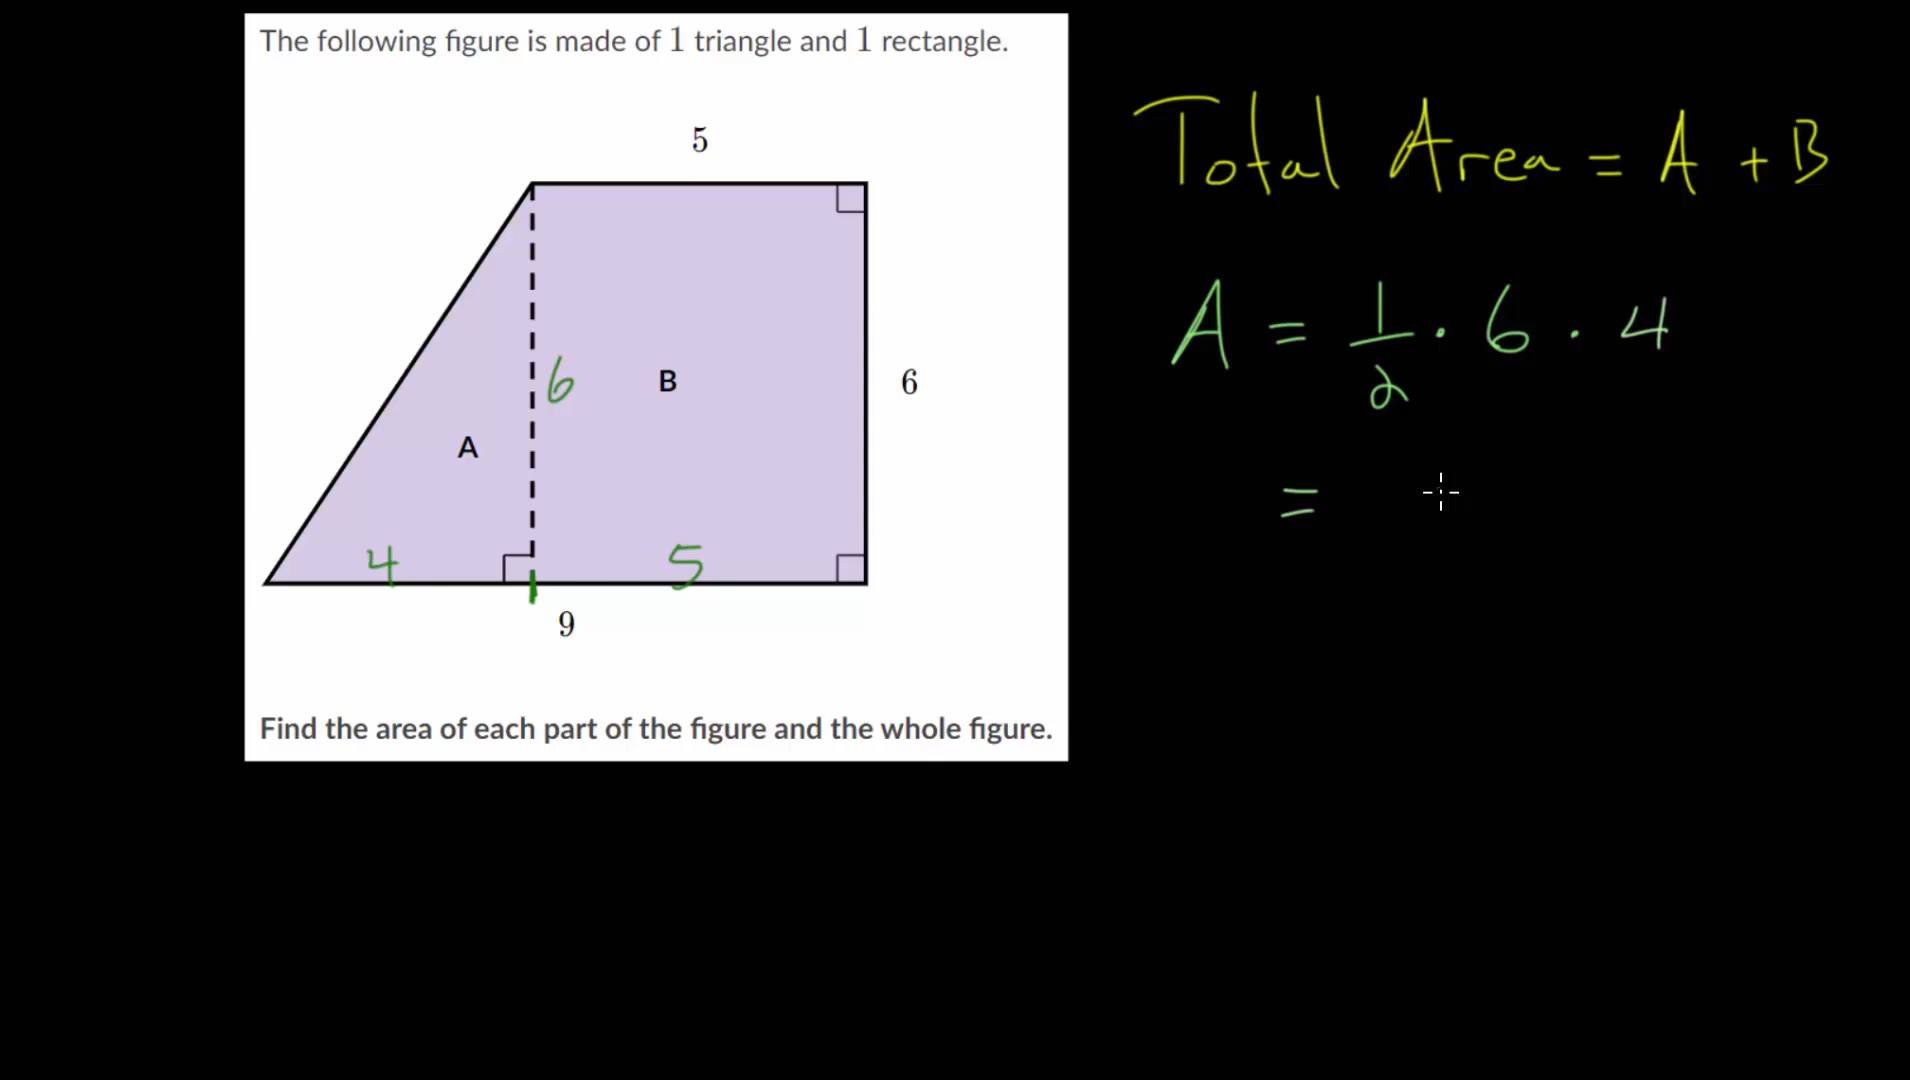 The following figure is made of 1 triangle and 1 rectangle.
5
6
B
6
A
4
5
9
Find the area of each part of the figure and the whole figure.
Total Area = A + B
A = 1/2 · 6 · 4
=